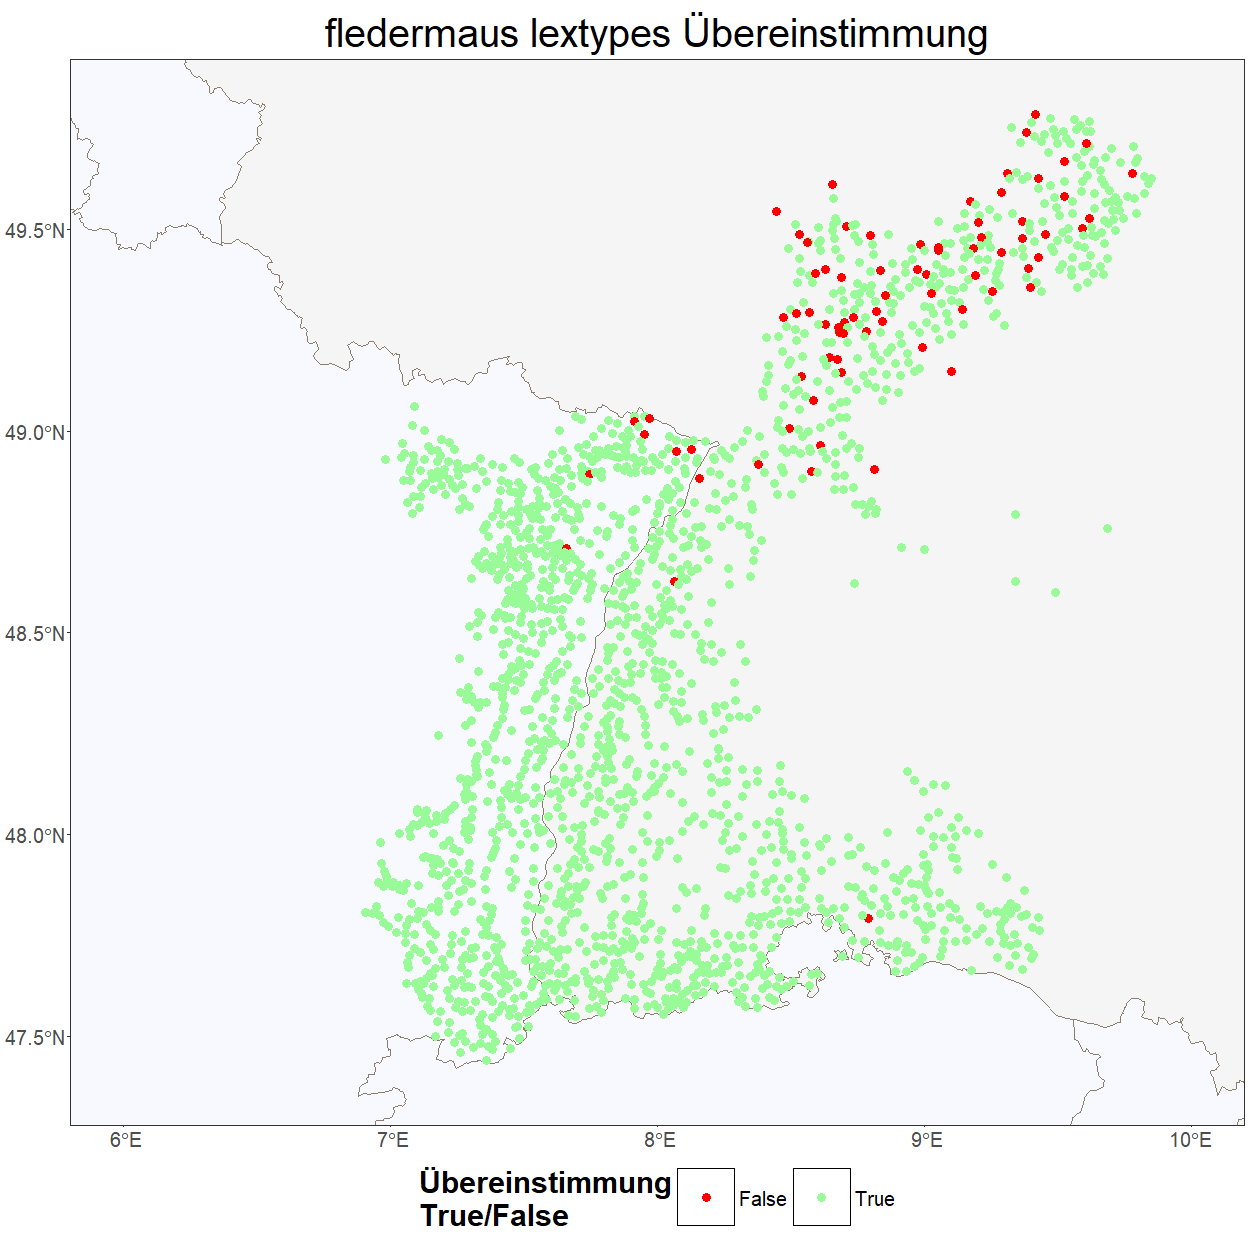 fledermaus lextypes Übereinstimmung
49.5°N
49.0°N
48.5°N
48.0°N
47.5°N
6°E 7°E 8°E 9°E 10°E
Übereinstimmung
True/False
False True